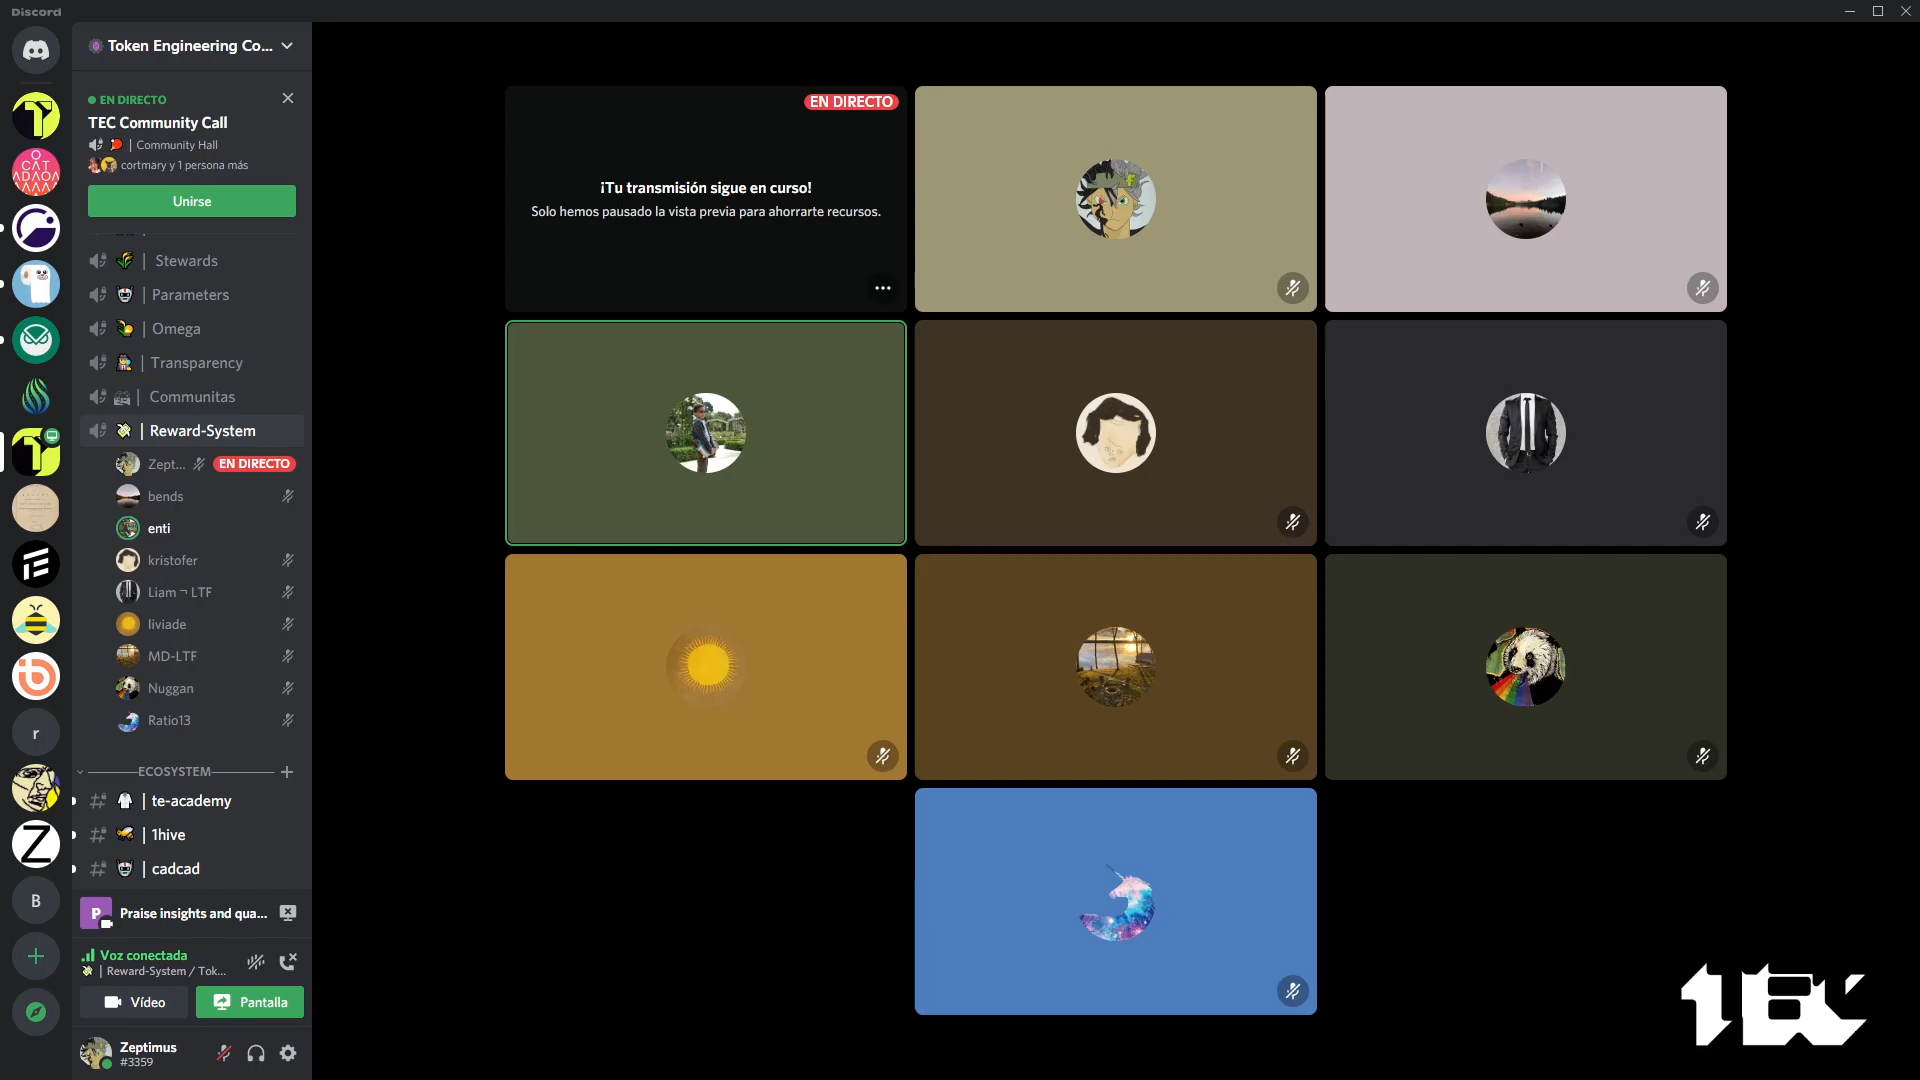 Discord
Token Engineering Co...
EN DIRECTO
TEC Community Call
| Community Hall
cortmary y 1 persona más
Unirse
| Stewards
| Parameters
| Omega
| Transparency
| Communitas
| Reward-System
Zept... EN DIRECTO
bends
enti
kristofer
Liam ¬ LTF
liviade
MD-LTF
Nuggan
Ratio13
ECOSYSTEM
| te-academy
| 1hive
| cadcad
P Praise insights and qua...
Voz conectada
| Reward-System / Tok...
Vídeo
Pantalla
Zeptimus
#3359
CAT
ADAOA
r
Z
B
EN DIRECTO
¡Tu transmisión sigue en curso!
Solo hemos pausado la vista previa para ahorrarte recursos.
TEC